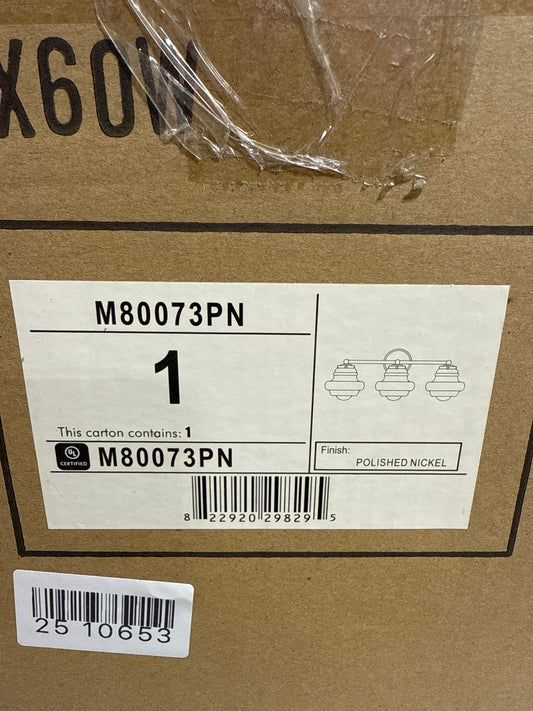 X60W
M80073PN
1
This carton contains: 1
UL
CERTIFIED
M80073PN
Finish:
POLISHED NICKEL
8 22920 29829 5
25 10653